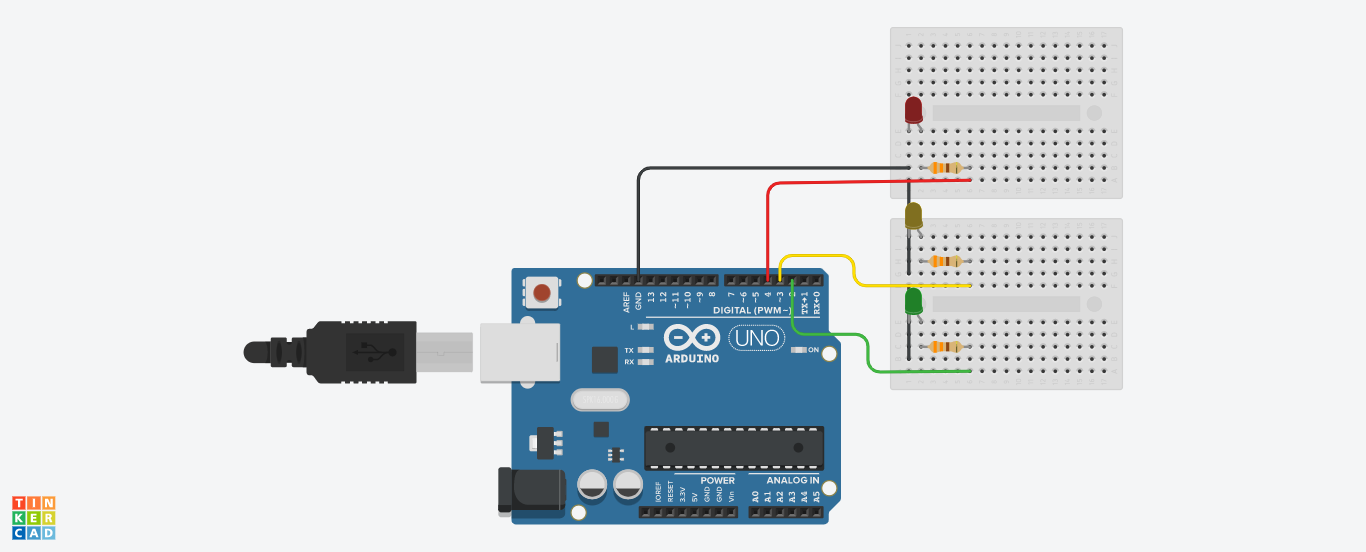 AREF
GND
13
12
~11
~10
~9
8
7
~6
~5
4
~3
2
TX→1
RX←0
DIGITAL (PWM~)
L
TX
RX
ARDUINO
UNO
ON
POWER
ANALOG IN
IOREF
RESET
3.3V
5V
GND
GND
Vin
A0
A1
A2
A3
A4
A5
TIN
KER
CAD